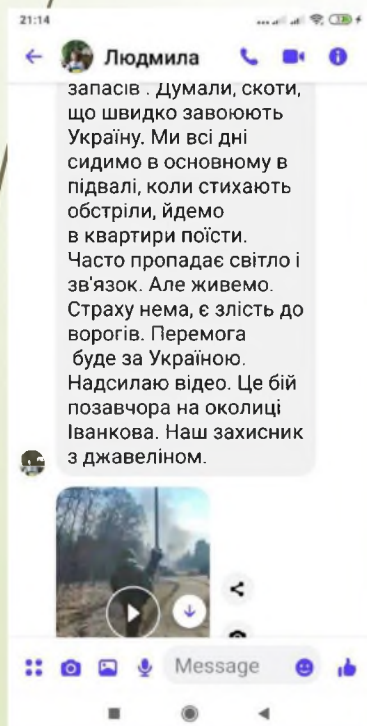 21:14
Людмила
запасів . Думали, скоти,
що швидко завоюють
Україну. Ми всі дні
сидимо в основному в
підвалі, коли стихають
обстріли, йдемо
в квартири поїсти.
Часто пропадає світло і
зв'язок. Але живемо.
Страху нема, є злість до
ворогів. Перемога
буде за Україною.
Надсилаю відео. Це бій
позавчора на околиці
Іванкова. Наш захисник
з джавеліном.
Message